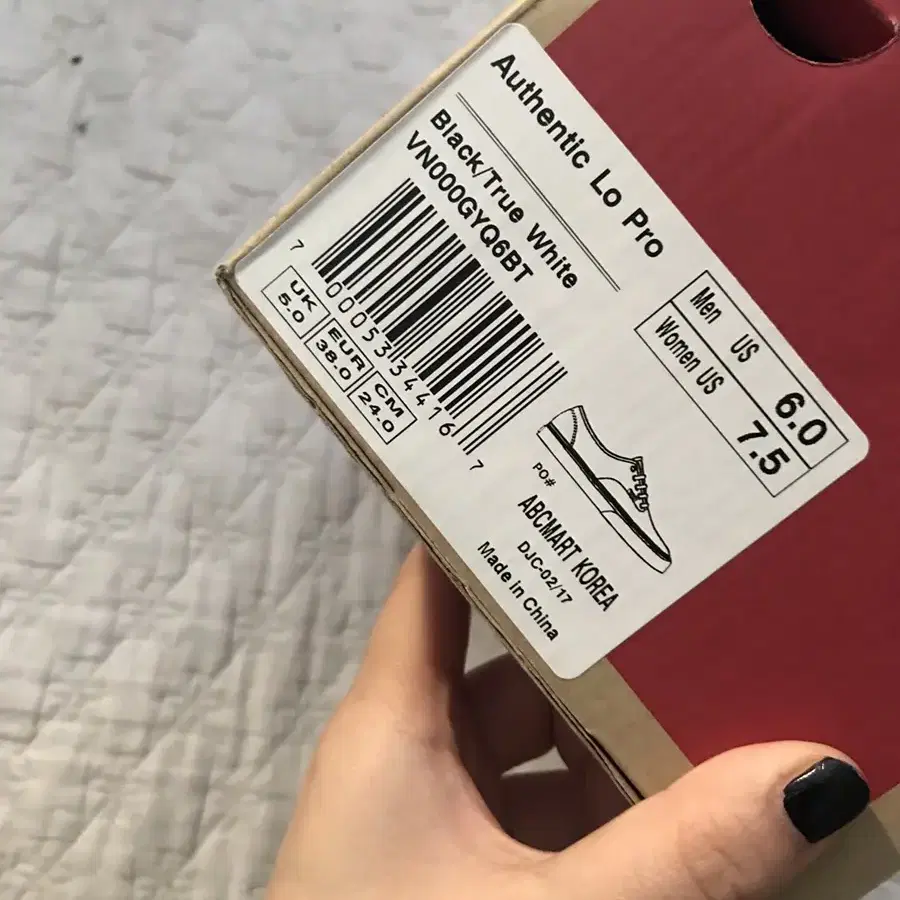 Authentic Lo Pro
Black/True White
VN000GYQ6BT
7 00053 34416 7
UK
5.0
EUR
38.0
CM
24.0
Men US 6.0
Women US 7.5
PO#
ABCMART KOREA
DJC-02/17
Made in China